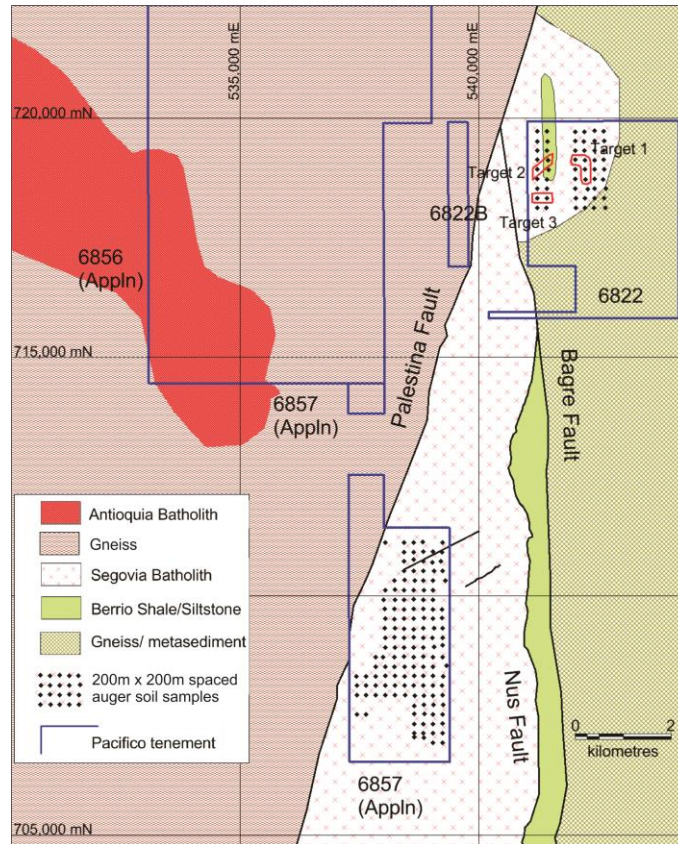 535,000 mE
540,000 mE
720,000 mN
Target 1
Target 2
6822B
Target 3
6856
(Appln)
6822
Palestina Fault
715,000 mN
Bagre Fault
6857
(Appln)
Antioquia Batholith
Gneiss
Segovia Batholith
Berrio Shale/Siltstone
Gneiss/ metasediment
200m x 200m spaced
auger soil samples
Pacifico tenement
Nus Fault
0 2
kilometres
6857
(Appln)
705,000 mN